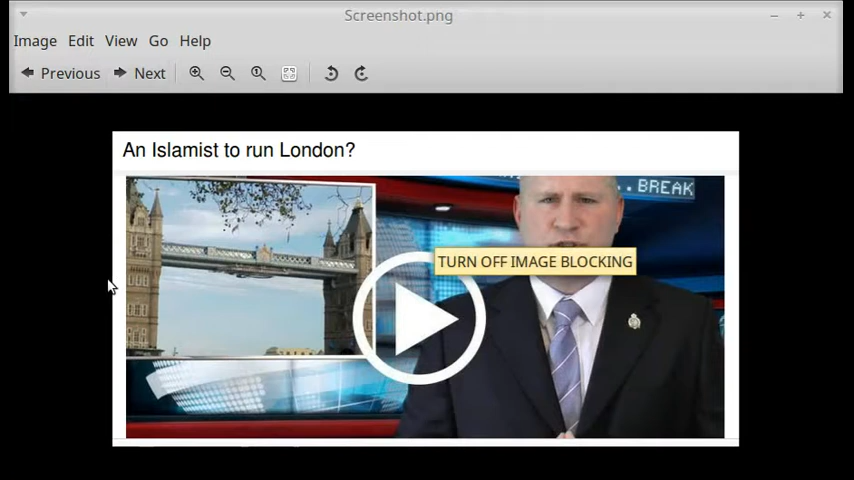 Screenshot.png
Image Edit View Go Help
Previous Next
An Islamist to run London?
..BREAK
TURN OFF IMAGE BLOCKING